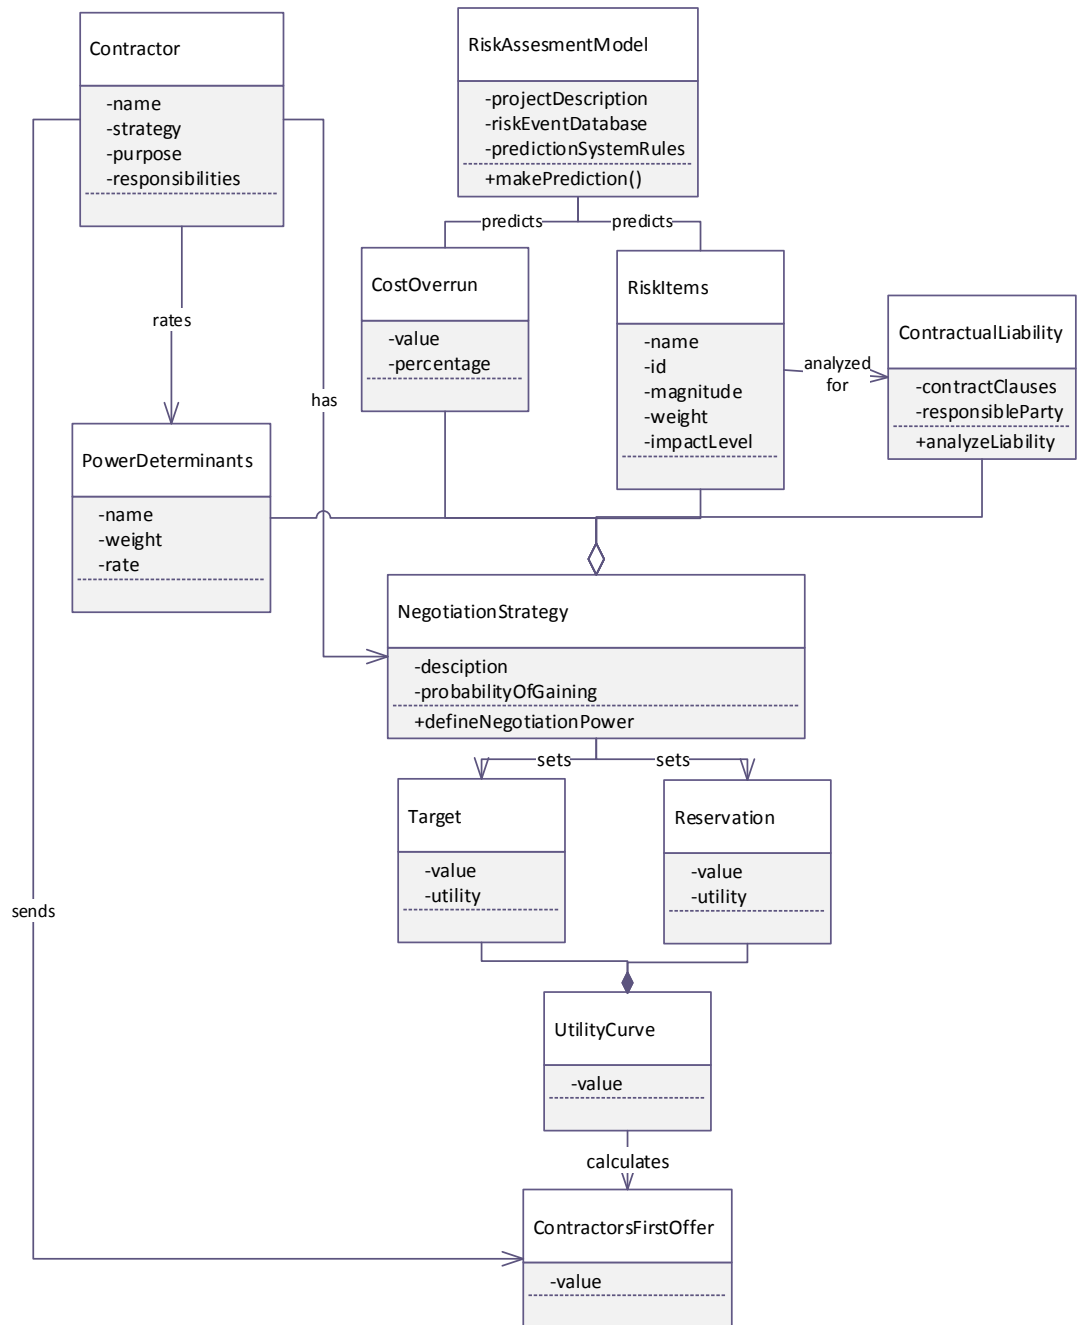 Contractor
-name
-strategy
-purpose
-responsibilities
RiskAssesmentModel
-projectDescription
-riskEventDatabase
-predictionSystemRules
+makePrediction()
predicts
predicts
CostOverrun
-value
-percentage
RiskItems
-name
-id
-magnitude
-weight
-impactLevel
analyzed
for
ContractualLiability
-contractClauses
-responsibleParty
+analyzeLiability
rates
has
PowerDeterminants
-name
-weight
-rate
NegotiationStrategy
-desciption
-probabilityOfGaining
+defineNegotiationPower
sets
sets
Target
-value
-utility
Reservation
-value
-utility
sends
UtilityCurve
-value
calculates
ContractorsFirstOffer
-value